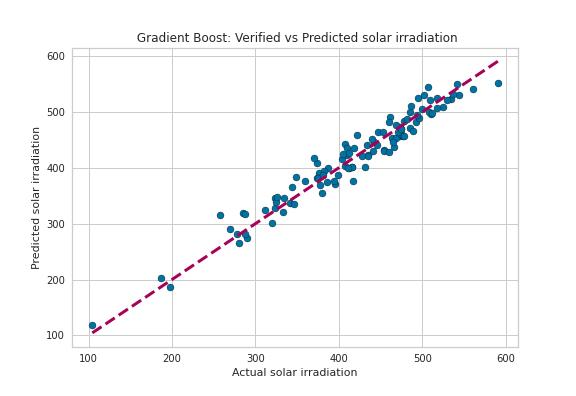 Gradient Boost: Verified vs Predicted solar irradiation
600
500
400
300
200
100
Predicted solar irradiation
100 200 300 400 500 600
Actual solar irradiation